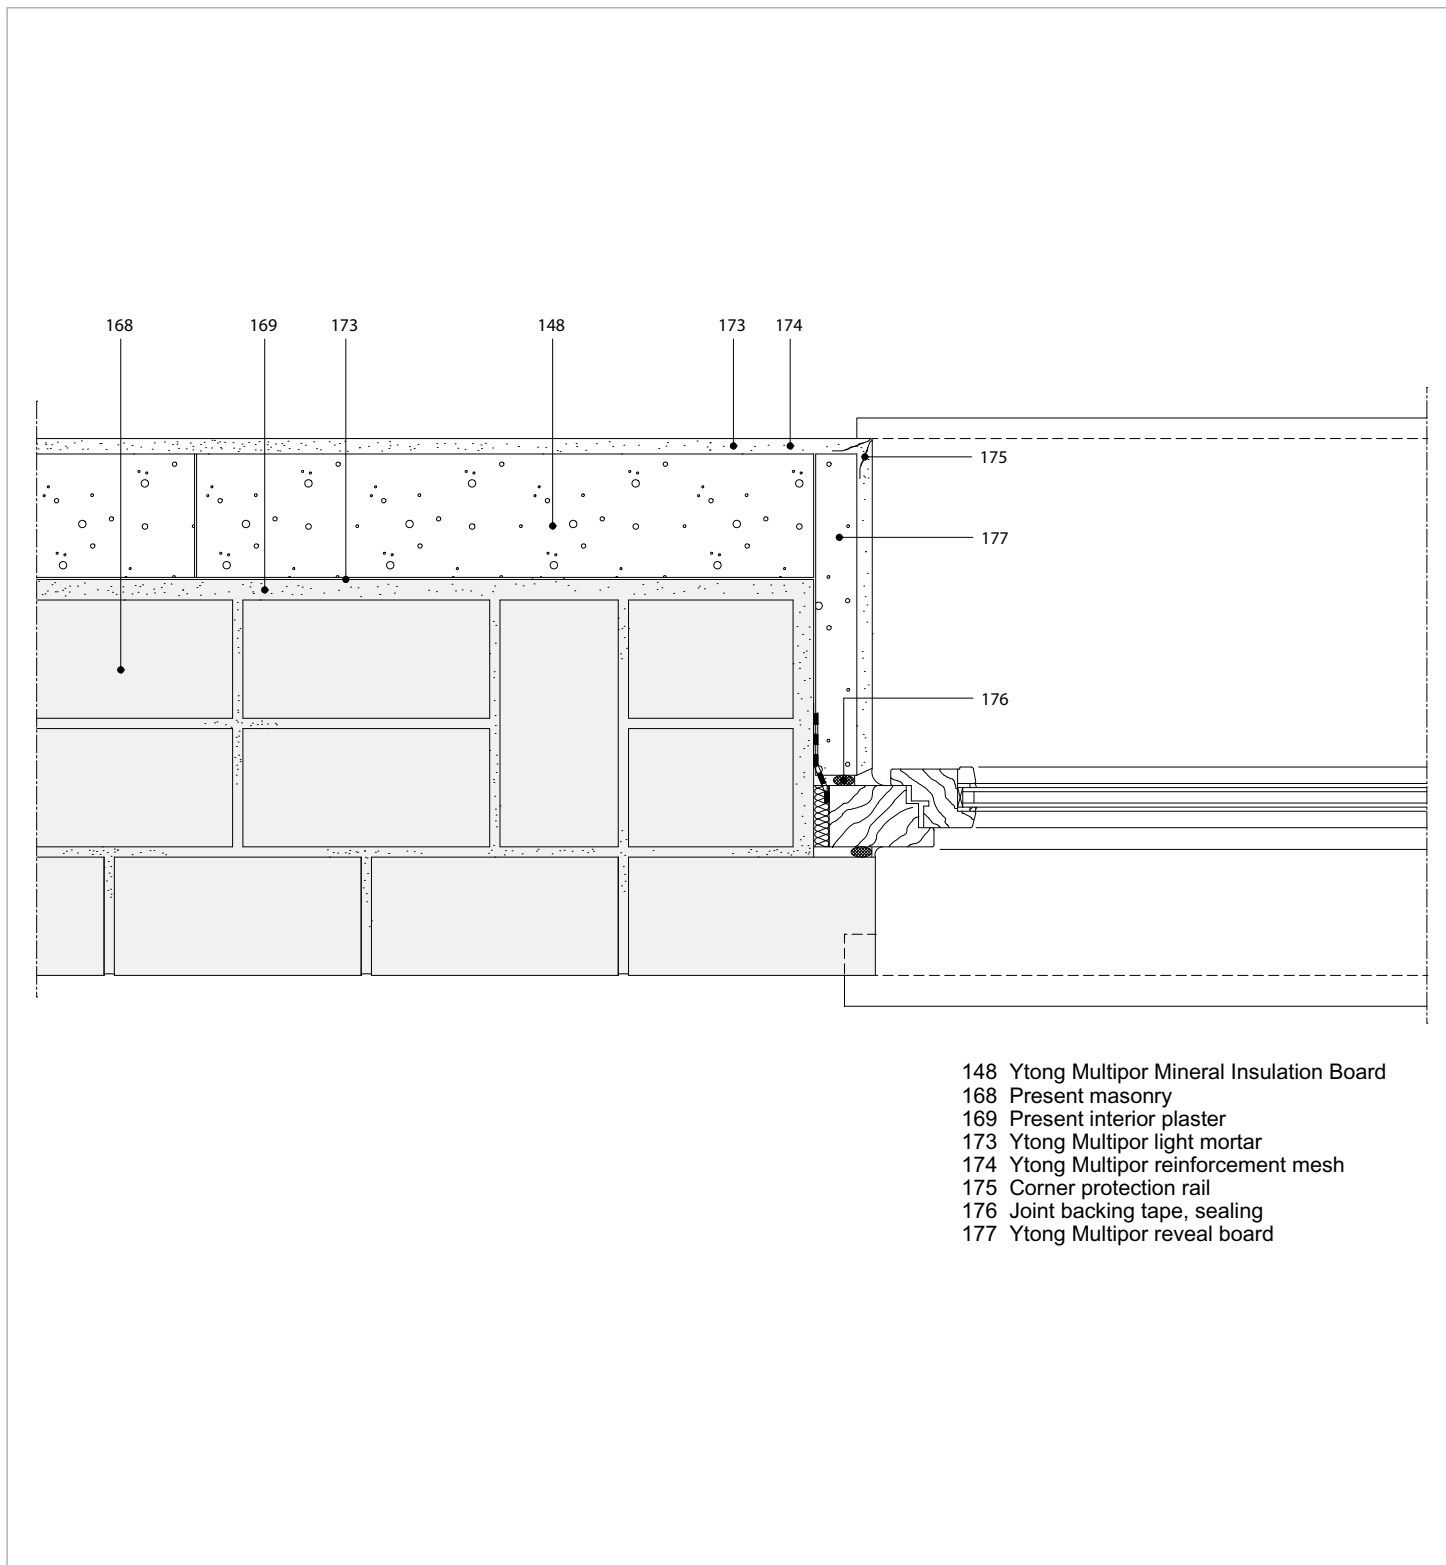 168 169 173 148 173 174
175
177
176
148 Ytong Multipor Mineral Insulation Board
168 Present masonry
169 Present interior plaster
173 Ytong Multipor light mortar
174 Ytong Multipor reinforcement mesh
175 Corner protection rail
176 Joint backing tape, sealing
177 Ytong Multipor reveal board